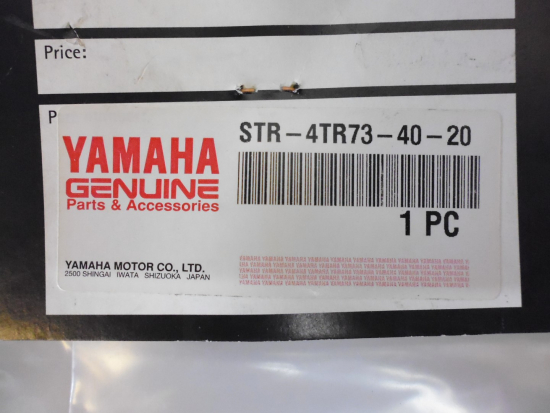 Price:
P
YAMAHA
GENUINE
Parts & Accessories
YAMAHA MOTOR CO., LTD.
2500 SHINGAI IWATA SHIZUOKA JAPAN
STR-4TR73-40-20
1 PC